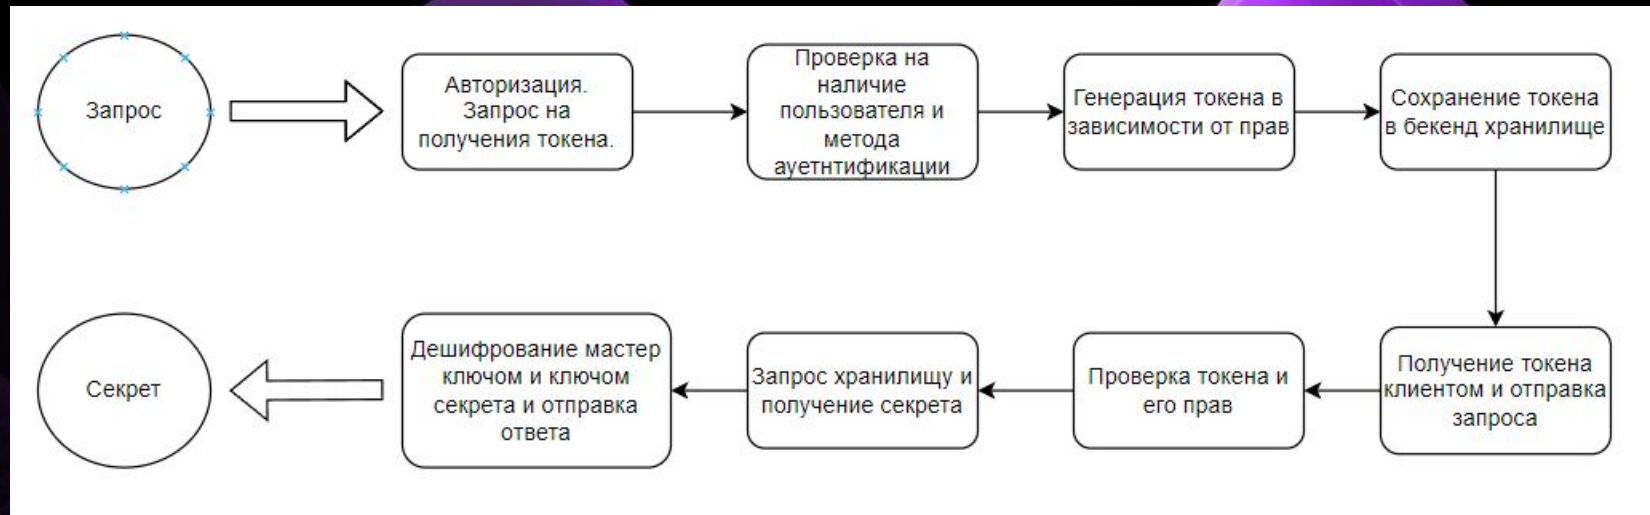 Запрос
Авторизация.
Запрос на
получения токена.
Проверка на
наличие
пользователя и
метода
ауетнтификации
Генерация токена в
зависимости от прав
Сохранение токена
в бекенд хранилище
Получение токена
клиентом и отправка
запроса
Проверка токена и
его прав
Запрос хранилищу и
получение секрета
Дешифрование мастер
ключом и ключом
секрета и отправка
ответа
Секрет